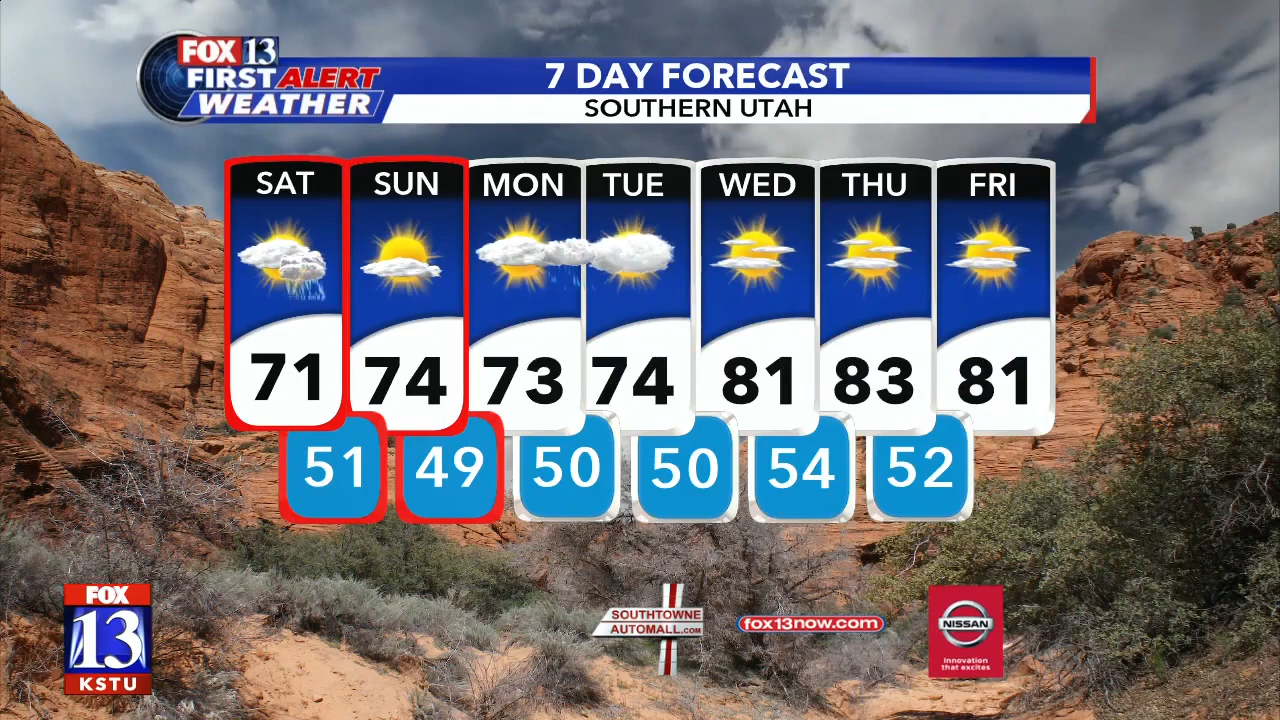 FOX 13
FIRST ALERT
WEATHER
7 DAY FORECAST
SOUTHERN UTAH
SAT SUN MON TUE WED THU FRI
71 74 73 74 81 83 81
51 49 50 50 54 52
FOX
13
KSTU
SOUTHTOWNE
AUTOMALL.COM
fox13now.com
NISSAN
Innovation
that excites